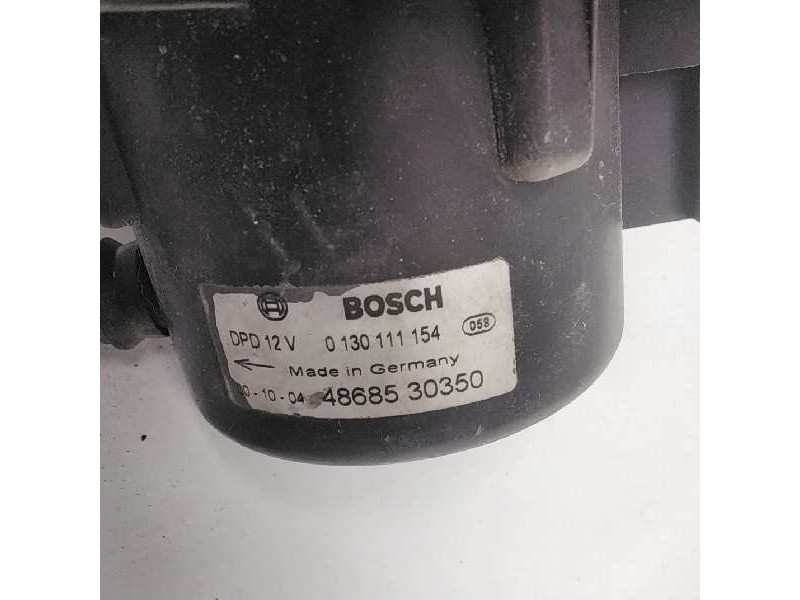 BOSCH
DPD 12 V 0 130 111 154 058
Made in Germany
-10-04 48685 30350